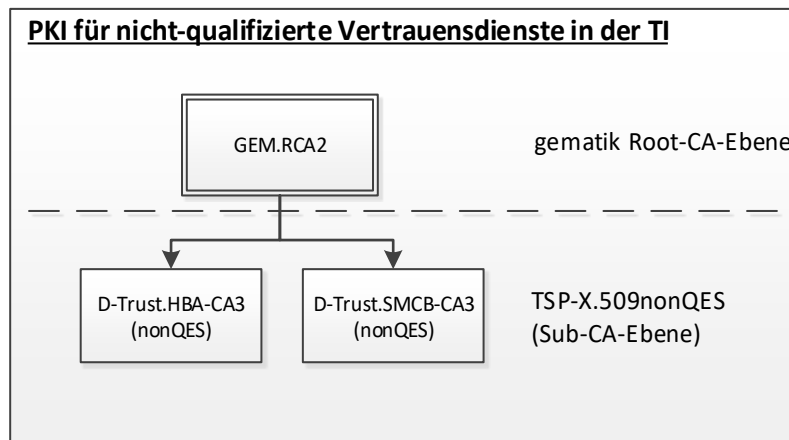 PKI für nicht-qualifizierte Vertrauensdienste in der TI
GEM.RCA2
gematik Root-CA-Ebene
D-Trust.HBA-CA3
(nonQES)
D-Trust.SMCB-CA3
(nonQES)
TSP-X.509nonQES
(Sub-CA-Ebene)